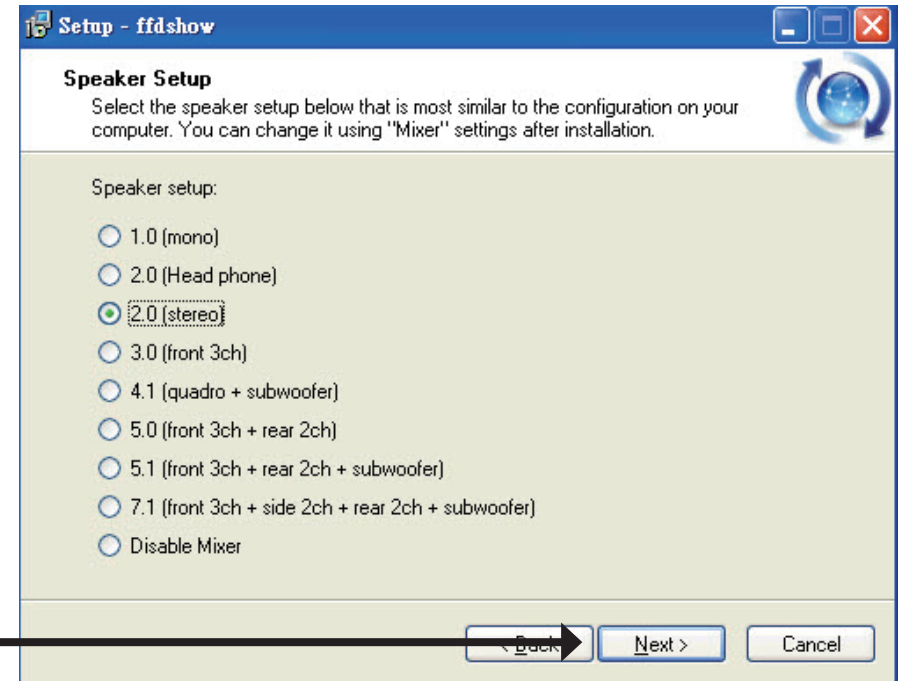 Setup - ffdshow
Speaker Setup
Select the speaker setup below that is most similar to the configuration on your
computer. You can change it using "Mixer" settings after installation.
Speaker setup:
1.0 (mono)
2.0 (Head phone)
2.0 (stereo)
3.0 (front 3ch)
4.1 (quadro + subwoofer)
5.0 (front 3ch + rear 2ch)
5.1 (front 3ch + rear 2ch + subwoofer)
7.1 (front 3ch + side 2ch + rear 2ch + subwoofer)
Disable Mixer
< Back Next > Cancel